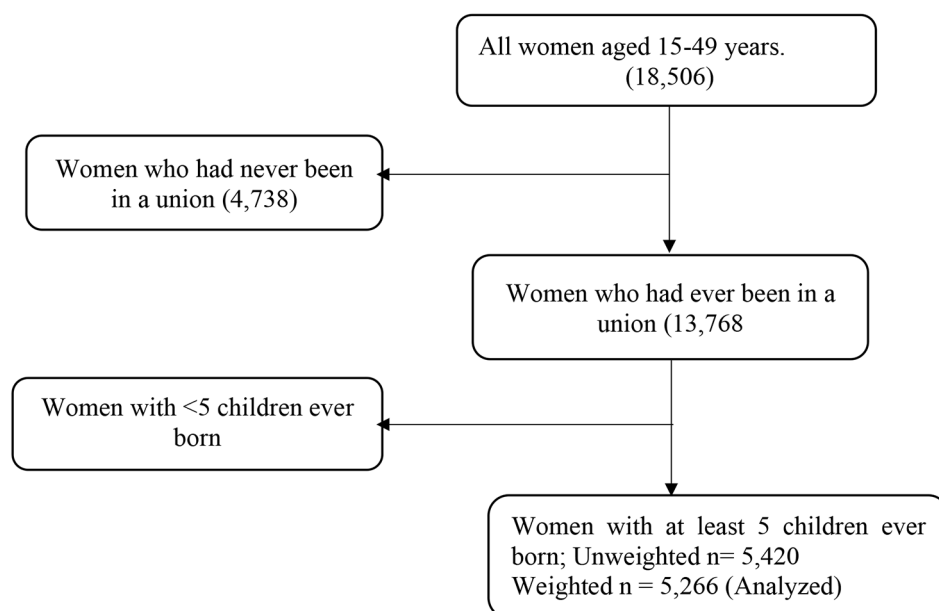 All women aged 15-49 years.
(18,506)
Women who had never been
in a union (4,738)
Women who had ever been in a
union (13,768
Women with <5 children ever
born
Women with at least 5 children ever
born; Unweighted n= 5,420
Weighted n = 5,266 (Analyzed)